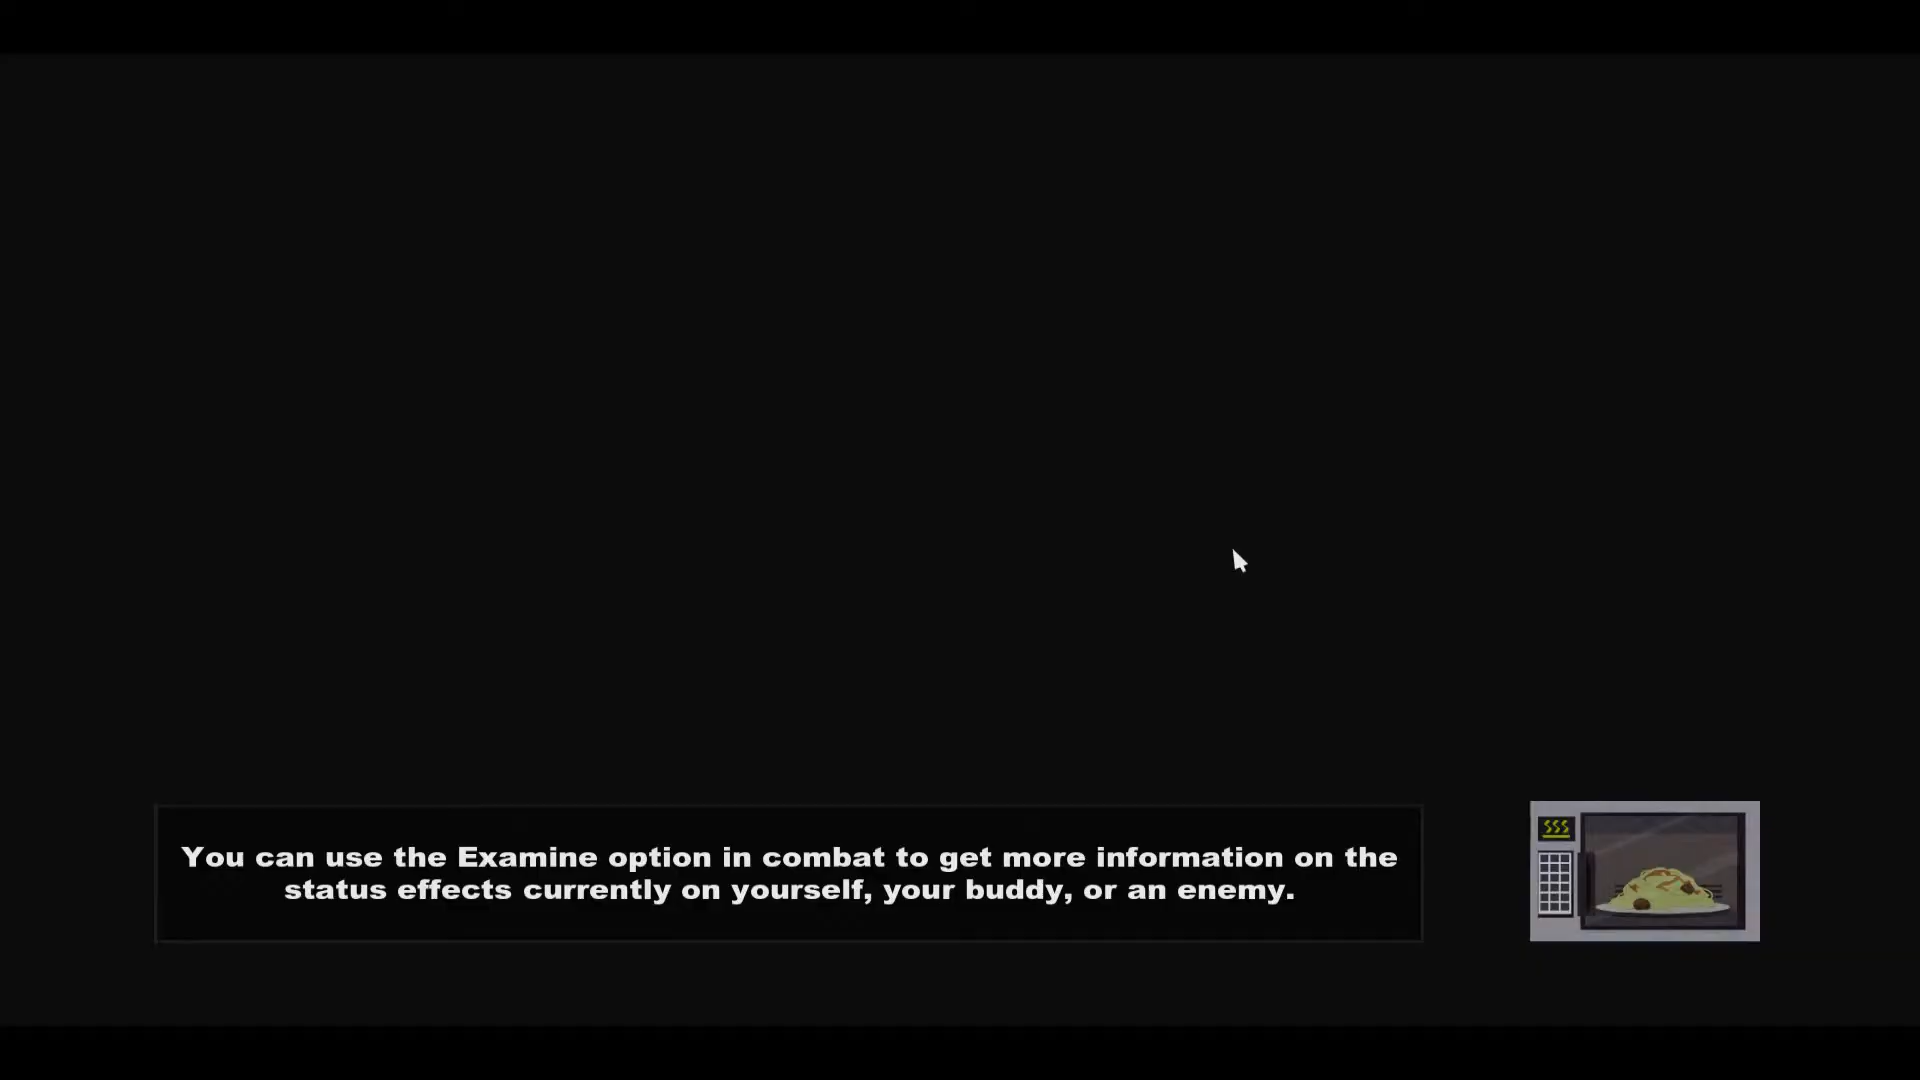 You can use the Examine option in combat to get more information on the
status effects currently on yourself, your buddy, or an enemy.